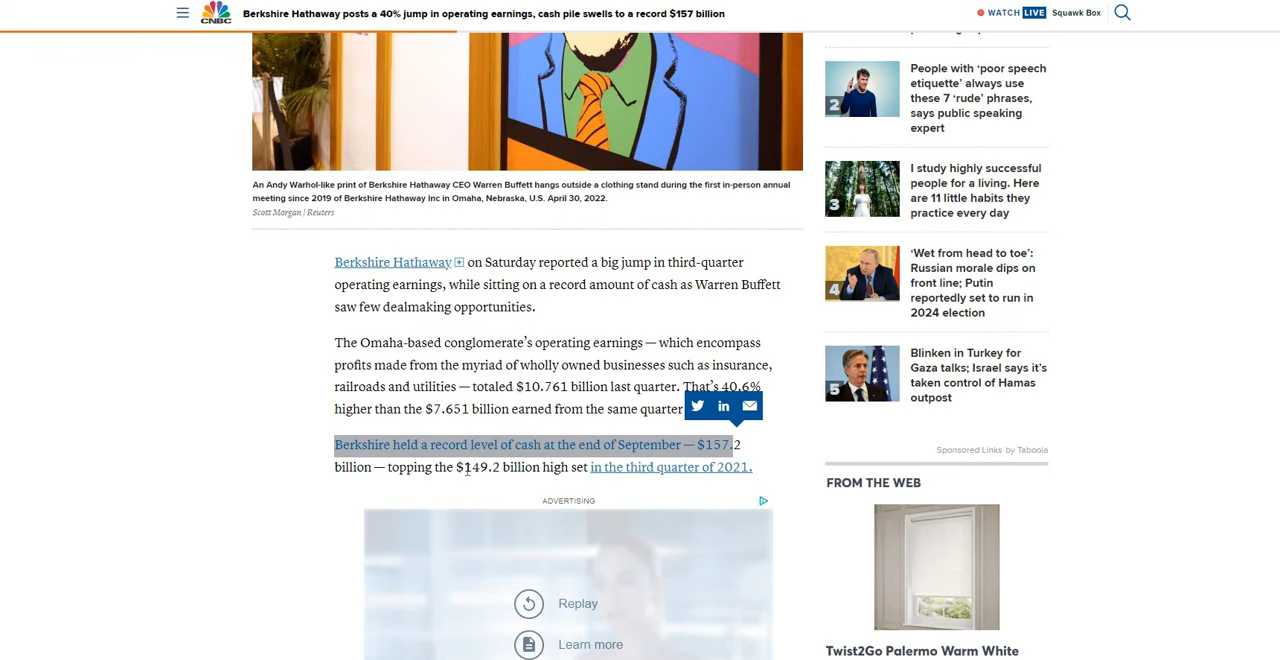 CNBC
Berkshire Hathaway posts a 40% jump in operating earnings, cash pile swells to a record $157 billion
WATCH LIVE Squawk Box
An Andy Warhol-like print of Berkshire Hathaway CEO Warren Buffett hangs outside a clothing stand during the first in-person annual
meeting since 2019 of Berkshire Hathaway Inc in Omaha, Nebraska, U.S. April 30, 2022.
Scott Morgan | Reuters
Berkshire Hathaway on Saturday reported a big jump in third-quarter
operating earnings, while sitting on a record amount of cash as Warren Buffett
saw few dealmaking opportunities.
The Omaha-based conglomerate’s operating earnings — which encompass
profits made from the myriad of wholly owned businesses such as insurance,
railroads and utilities — totaled $10.761 billion last quarter. That’s 40.6%
higher than the $7.651 billion earned from the same quarter
Berkshire held a record level of cash at the end of September — $157.2
billion — topping the $149.2 billion high set in the third quarter of 2021.
ADVERTISING
Replay
Learn more
2
People with ‘poor speech
etiquette’ always use
these 7 ‘rude’ phrases,
says public speaking
expert
3
I study highly successful
people for a living. Here
are 11 little habits they
practice every day
4
‘Wet from head to toe’:
Russian morale dips on
front line; Putin
reportedly set to run in
2024 election
5
Blinken in Turkey for
Gaza talks; Israel says it’s
taken control of Hamas
outpost
Sponsored Links by Taboola
FROM THE WEB
Twist2Go Palermo Warm White